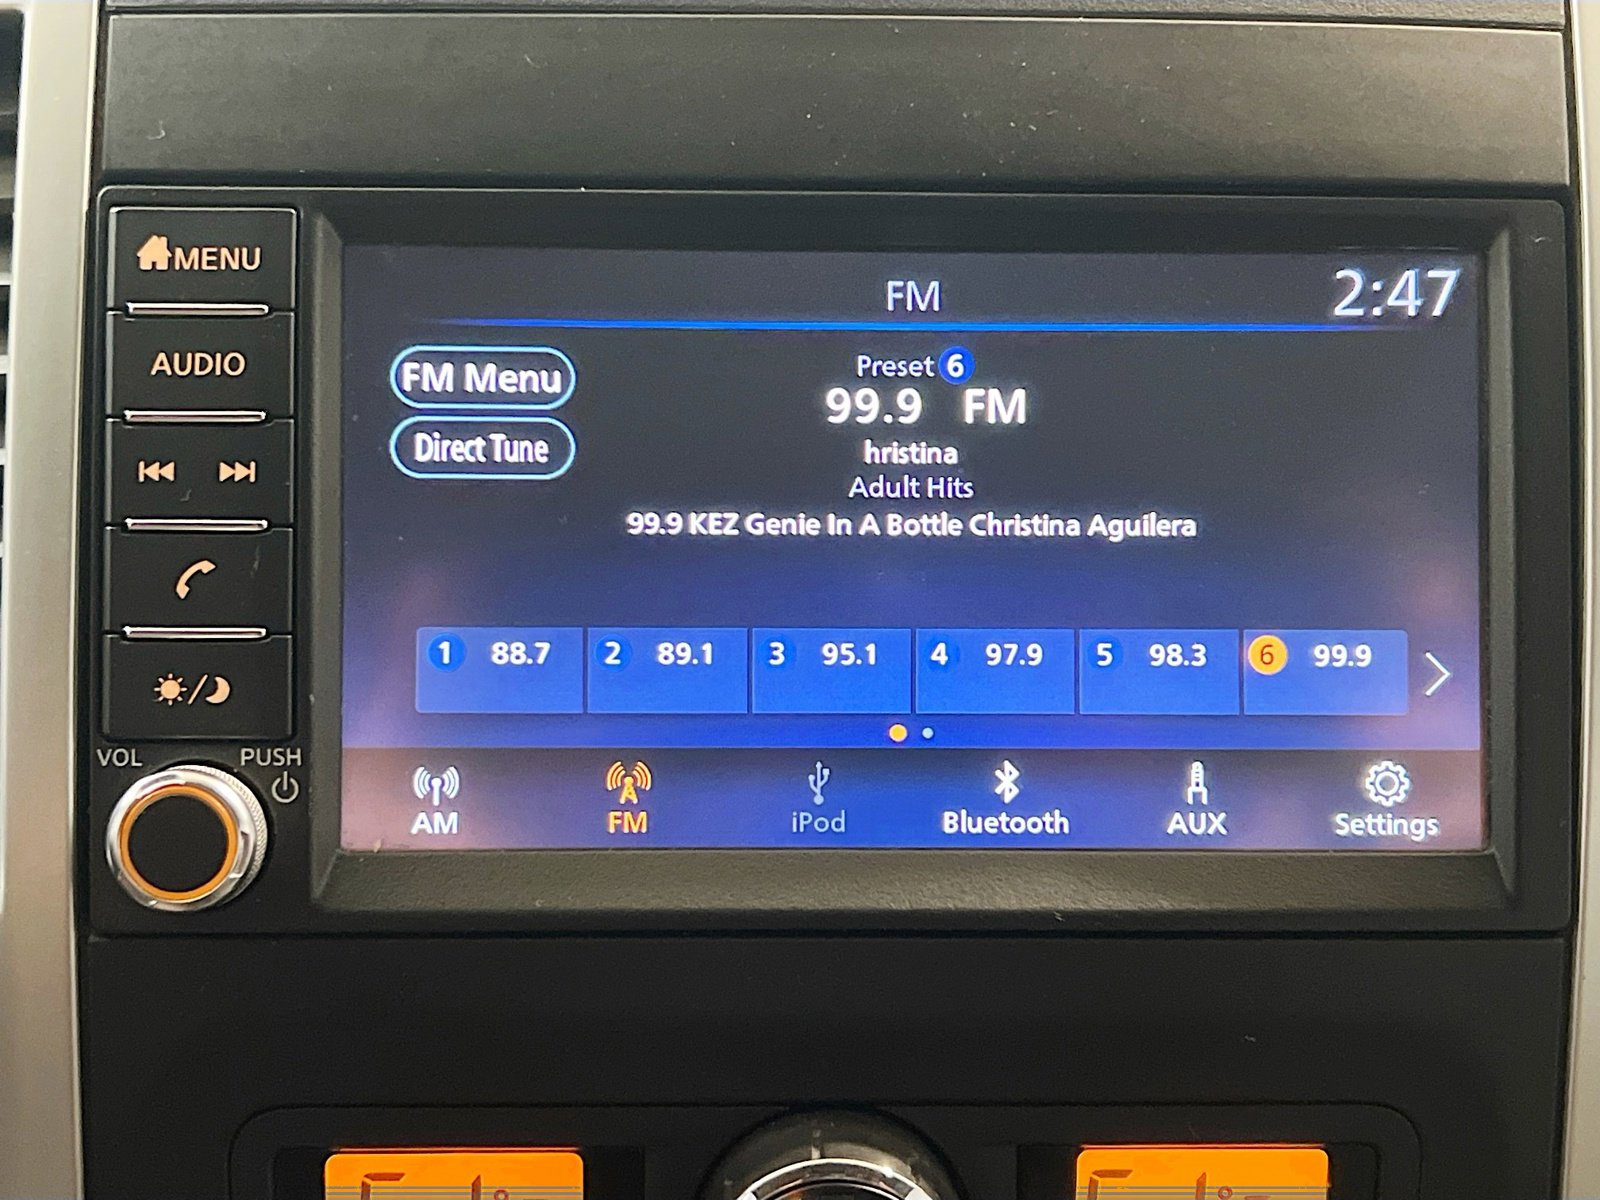 MENU
AUDIO
VOL
PUSH
FM
2:47
FM Menu
Direct Tune
Preset 6
99.9 FM
hristina
Adult Hits
99.9 KEZ Genie In A Bottle Christina Aguilera
1 88.7
2 89.1
3 95.1
4 97.9
5 98.3
6 99.9
AM
FM
iPod
Bluetooth
AUX
Settings